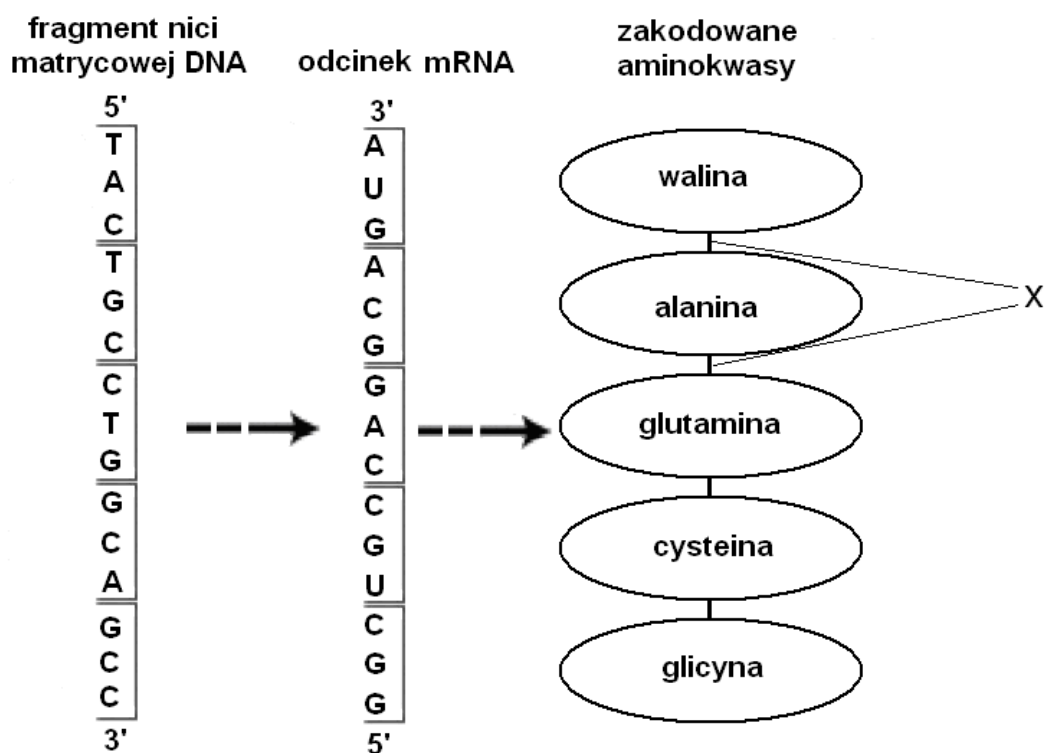 fragment nici
matrycowej DNA
odcinek mRNA
zakodowane
aminokwasy
5'
T
A
C
T
G
C
C
T
G
G
C
A
G
C
C
3'
3'
A
U
G
A
C
G
G
A
C
C
G
U
C
G
G
5'
walina
alanina
glutamina
cysteina
glicyna
X